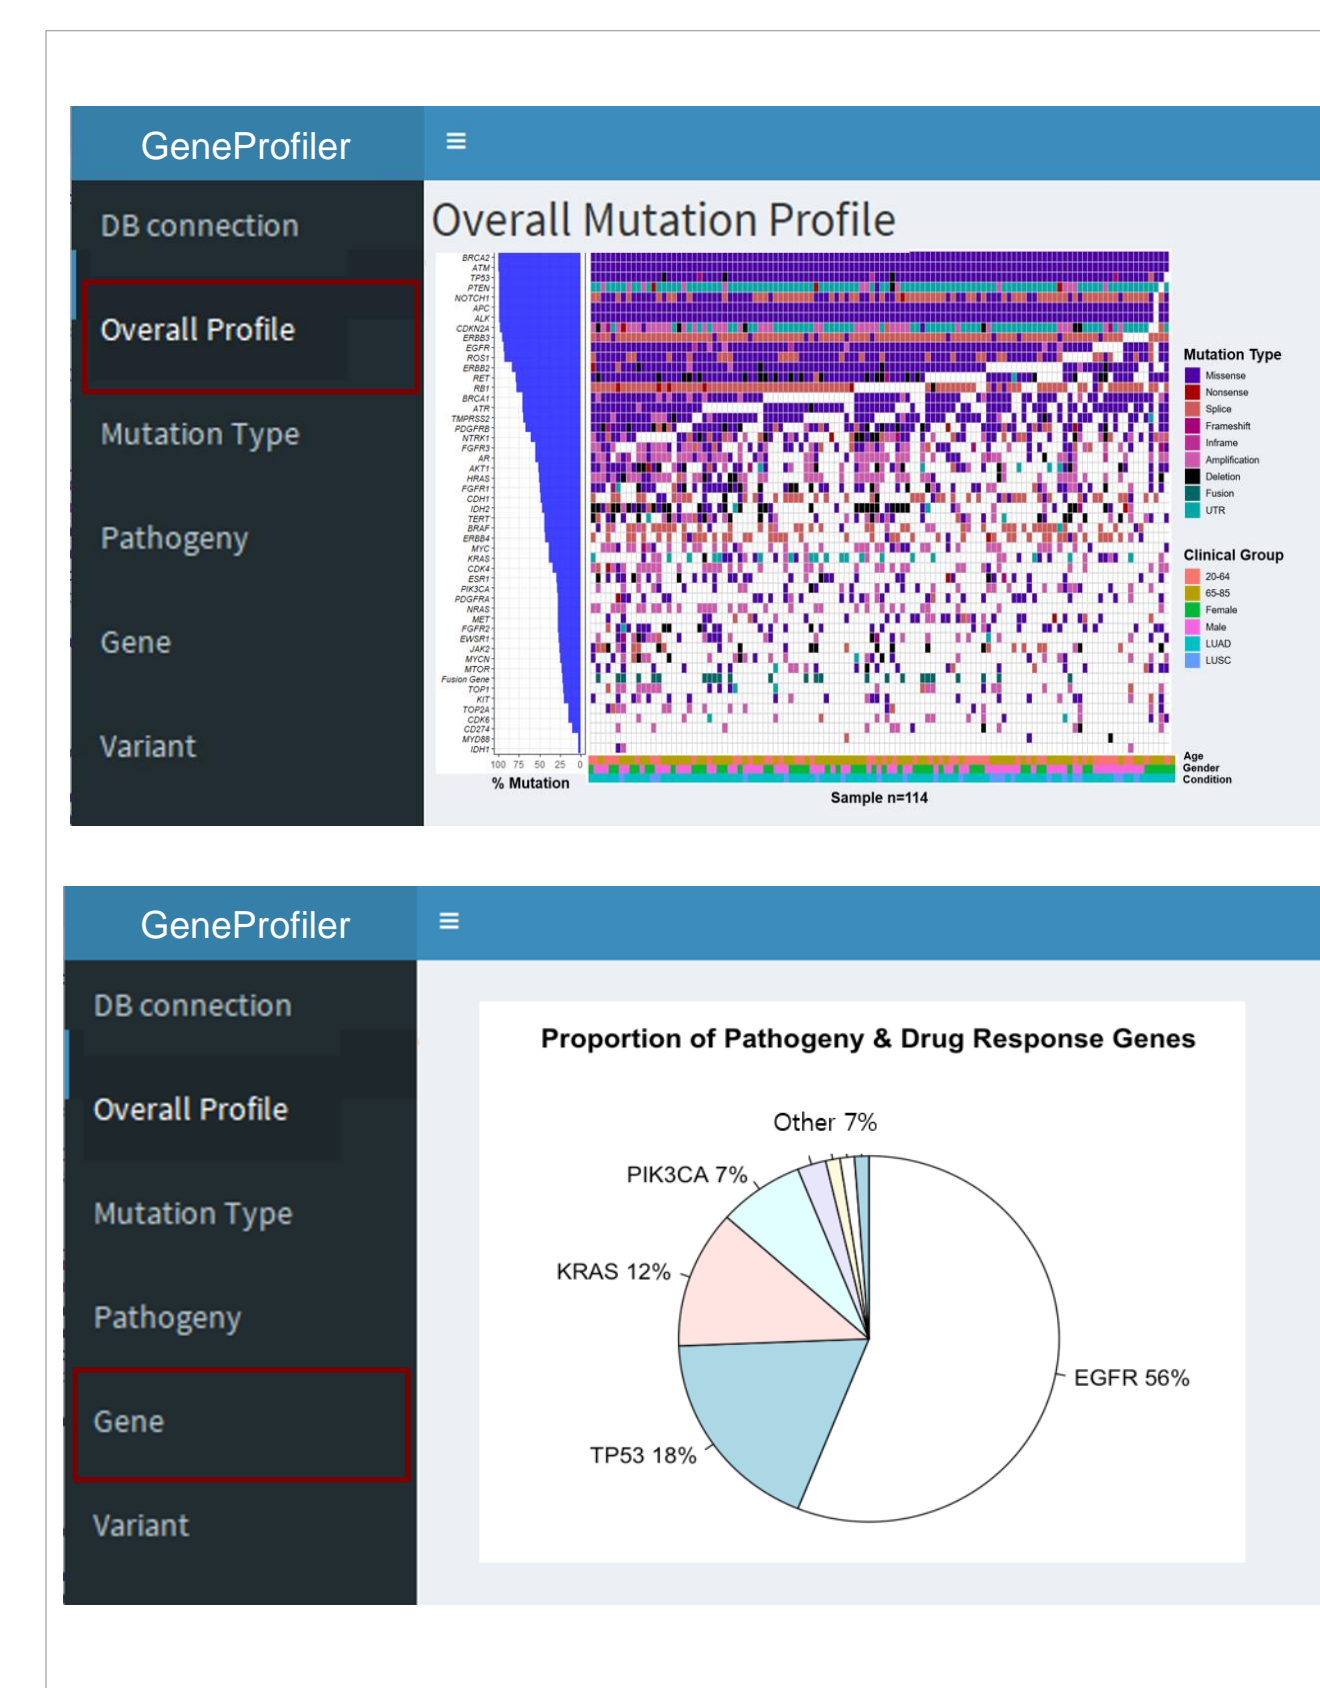 GeneProfiler
DB connection
Overall Profile
Mutation Type
Pathogeny
Gene
Variant
Overall Mutation Profile
BRCA2
ATM
TP53
PTEN
NOTCH1
APC
ALK
CDKN2A
ERBB3
EGFR
ROS1
ERBB2
RET
RB1
BRCA1
ATR
TMPRSS2
PDGFRB
NTRK1
FGFR3
AR
AKT1
HRAS
FGFR1
CDH1
IDH2
TERT
BRAF
ERBB4
MYC
KRAS
CDK4
ESR1
PIK3CA
PDGFRA
NRAS
MET
FGFR2
EWSR1
JAK2
MYCN
MTOR
Fusion Gene
TOP1
KIT
TOP2A
CDK6
CD274
MYD88
IDH1
100 75 50 25 0
% Mutation
Sample n=114
Mutation Type
Missense
Nonsense
Splice
Frameshift
Inframe
Amplification
Deletion
Fusion
UTR
Clinical Group
20-64
65-85
Female
Male
LUAD
LUSC
Age
Gender
Condition
GeneProfiler
DB connection
Overall Profile
Mutation Type
Pathogeny
Gene
Variant
Proportion of Pathogeny & Drug Response Genes
Other 7%
PIK3CA 7%
KRAS 12%
EGFR 56%
TP53 18%